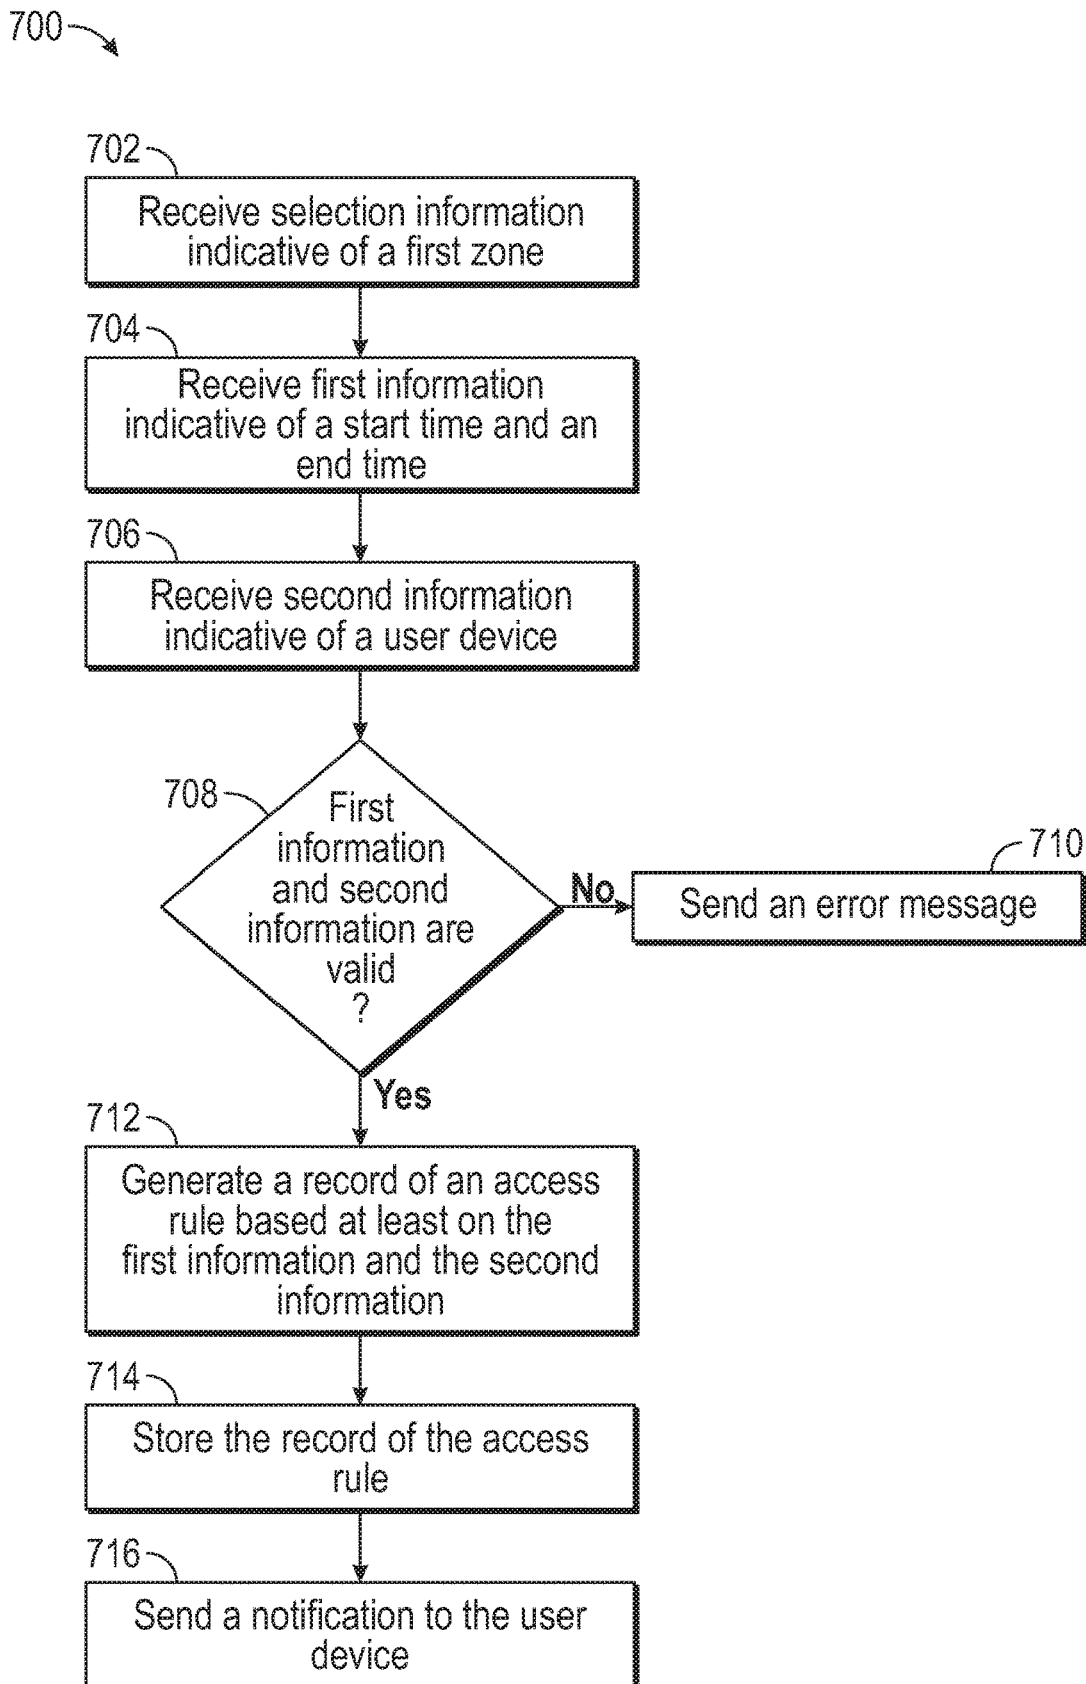 700
702
Receive selection information
indicative of a first zone
704
Receive first information
indicative of a start time and an
end time
706
Receive second information
indicative of a user device
708
First
information
and second
information are
valid
?
No
710
Send an error message
Yes
712
Generate a record of an access
rule based at least on the
first information and the second
information
714
Store the record of the access
rule
716
Send a notification to the user
device